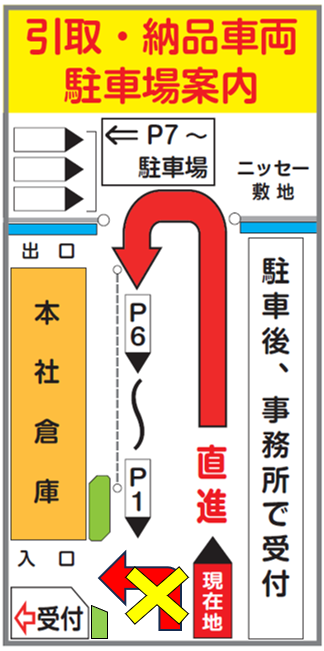 引取・納品車両
駐車場案内
⇐ P7～
駐車場
ニッセー
敷地
出口
本社倉庫
P6
P1
駐車後、事務所で受付
直進
入口
現在地
受付